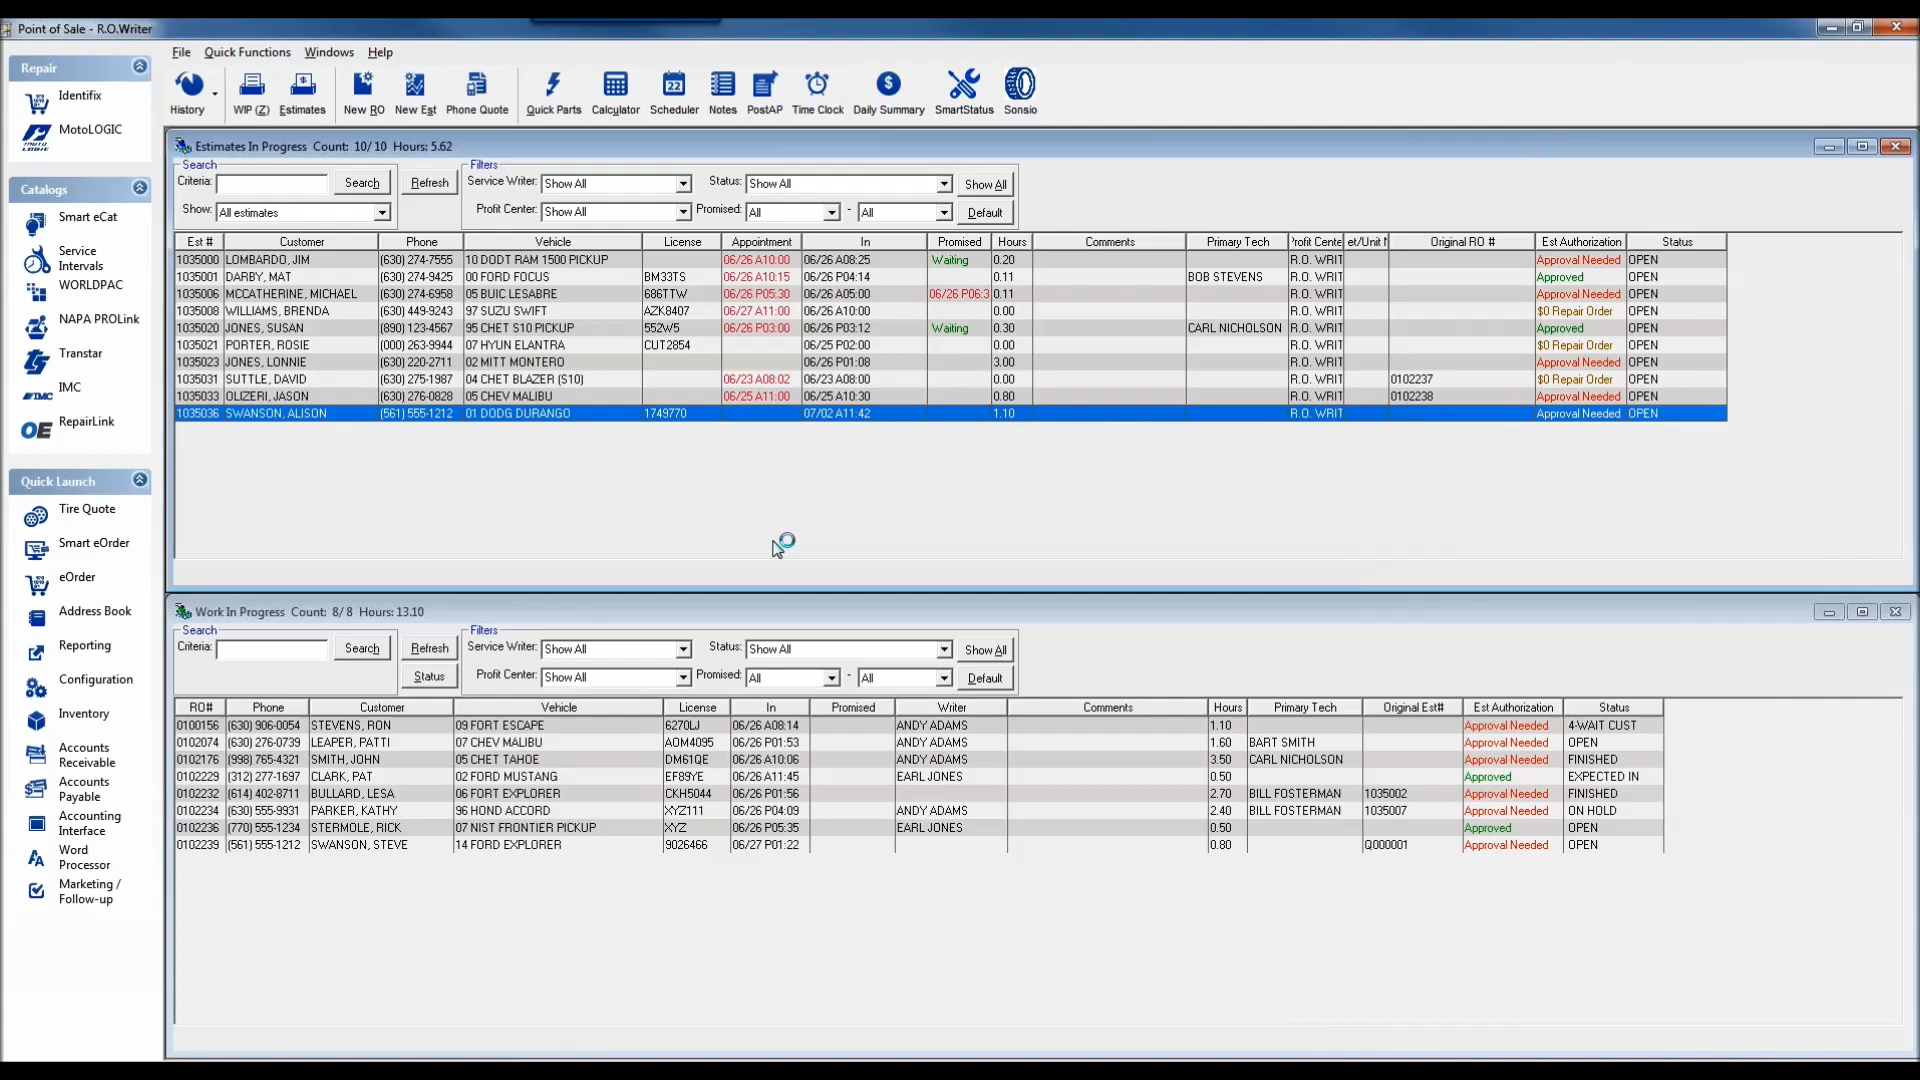 Point of Sale - R.O.Writer
File Quick Functions Windows Help
History WIP (Z) Estimates New RO New Est Phone Quote Quick Parts Calculator Scheduler Notes PostAP Time Clock Daily Summary SmartStatus Sonsio
Repair
Identifix
MotoLOGIC
Catalogs
Smart eCat
Service
Intervals
WORLDPAC
NAPA PROLink
Transtar
IMC
RepairLink
Quick Launch
Tire Quote
Smart eOrder
eOrder
Address Book
Reporting
Configuration
Inventory
Accounts
Receivable
Accounts
Payable
Accounting
Interface
Word
Processor
Marketing /
Follow-up
Estimates In Progress Count: 10/ 10 Hours: 5.62
Search Filters
Criteria: Search Refresh Service Writer: Show All Status: Show All Show All
Show: All estimates Profit Center: Show All Promised: All - All Default
Est # Customer Phone Vehicle License Appointment In Promised Hours Comments Primary Tech Profit Cente et/Unit Original RO # Est Authorization Status
1035000 LOMBARDO, JIM (630) 274-7555 10 DODT RAM 1500 PICKUP 06/26 A10:00 06/26 A08:25 Waiting 0.20 R.O. WRIT Approval Needed OPEN
1035001 DARBY, MAT (630) 274-9425 00 FORD FOCUS BM33TS 06/26 A10:15 06/26 P04:14 0.11 BOB STEVENS R.O. WRIT Approved OPEN
1035006 MCCATHERINE, MICHAEL (630) 274-6958 05 BUIC LESABRE 686TTW 06/26 P05:30 06/26 A05:00 06/26 P06:3 0.11 R.O. WRIT Approval Needed OPEN
1035008 WILLIAMS, BRENDA (630) 449-9243 97 SUZU SWIFT AZK8407 06/27 A11:00 06/26 A10:00 0.00 R.O. WRIT $0 Repair Order OPEN
1035020 JONES, SUSAN (890) 123-4567 95 CHET S10 PICKUP 552W5 06/26 P03:00 06/26 P03:12 Waiting 0.30 CARL NICHOLSON R.O. WRIT Approved OPEN
1035021 PORTER, ROSIE (000) 263-9944 07 HYUN ELANTRA CUT2854 06/25 P02:00 0.00 R.O. WRIT $0 Repair Order OPEN
1035023 JONES, LONNIE (630) 220-2711 02 MITT MONTERO 06/26 P01:08 3.00 R.O. WRIT Approval Needed OPEN
1035031 SUTTLE, DAVID (630) 275-1987 04 CHET BLAZER (S10) 06/23 A08:02 06/23 A08:00 0.00 R.O. WRIT 0102237 $0 Repair Order OPEN
1035033 OLIZERI, JASON (630) 276-0828 05 CHEV MALIBU 06/25 A11:00 06/25 A10:30 0.80 R.O. WRIT 0102238 Approval Needed OPEN
1035036 SWANSON, ALISON (561) 555-1212 01 DODG DURANGO 1749770 07/02 A11:42 1.10 R.O. WRIT Approval Needed OPEN
Work In Progress Count: 8/ 8 Hours: 13.10
Search Filters
Criteria: Search Refresh Service Writer: Show All Status: Show All Show All
Status Profit Center: Show All Promised: All - All Default
RO# Phone Customer Vehicle License In Promised Writer Comments Hours Primary Tech Original Est# Est Authorization Status
0100156 (630) 906-0054 STEVENS, RON 09 FORT ESCAPE 6270LJ 06/26 A08:14 ANDY ADAMS 1.10 Approval Needed 4-WAIT CUST
0102074 (630) 276-0739 LEAPER, PATTI 07 CHEV MALIBU AOM4095 06/26 P01:53 ANDY ADAMS 1.60 BART SMITH Approval Needed OPEN
0102176 (998) 765-4321 SMITH, JOHN 05 CHET TAHOE DM61QE 06/26 A10:06 ANDY ADAMS 3.50 CARL NICHOLSON Approval Needed FINISHED
0102229 (312) 277-1697 CLARK, PAT 02 FORD MUSTANG EF89YE 06/26 A11:45 EARL JONES 0.50 Approved EXPECTED IN
0102232 (614) 402-8711 BULLARD, LESA 06 FORT EXPLORER CKH5044 06/26 P01:56 2.70 BILL FOSTERMAN 1035002 Approval Needed FINISHED
0102234 (630) 555-9931 PARKER, KATHY 96 HOND ACCORD XYZ111 06/26 P04:09 ANDY ADAMS 2.40 BILL FOSTERMAN 1035007 Approval Needed ON HOLD
0102236 (770) 555-1234 STERMOLE, RICK 07 NIST FRONTIER PICKUP XYZ 06/26 P05:35 EARL JONES 0.50 Approved OPEN
0102239 (561) 555-1212 SWANSON, STEVE 14 FORD EXPLORER 9026466 06/27 P01:22 0.80 Q000001 Approval Needed OPEN